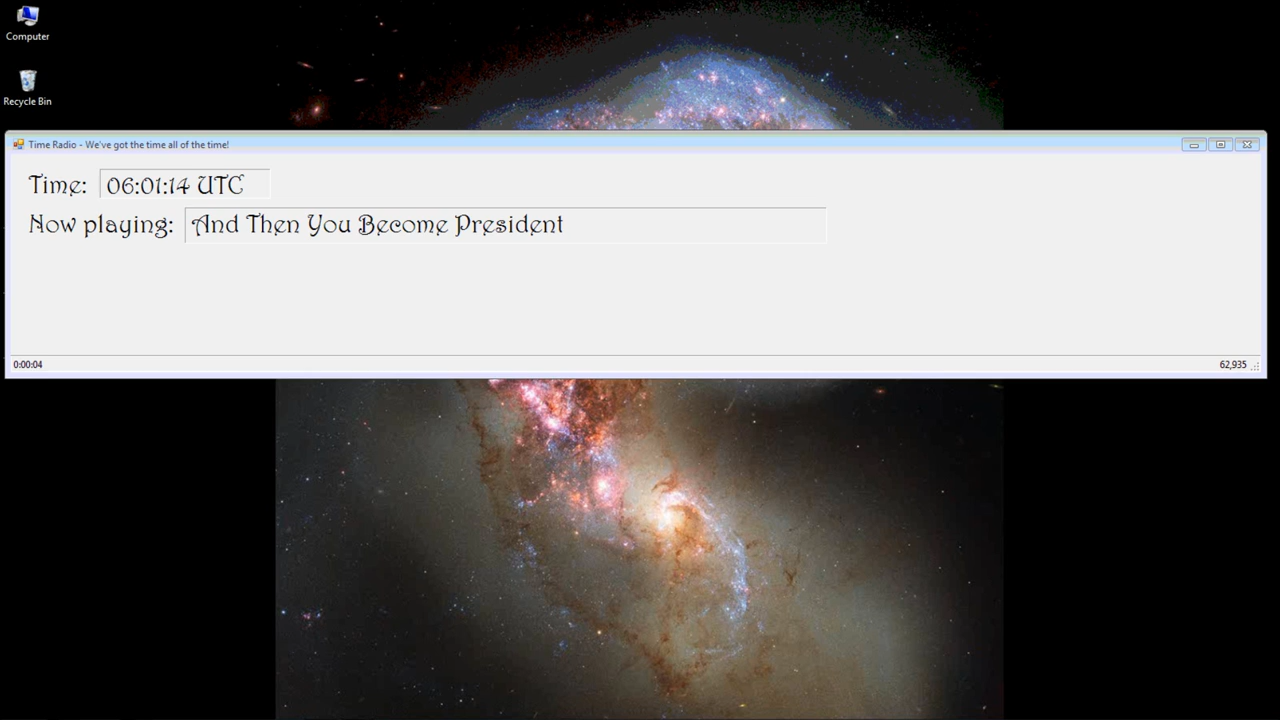 Computer
Recycle Bin
Time Radio - We've got the time all of the time!
Time: 06:01:14 UTC
Now playing: And Then You Become President
0:00:04 62,935